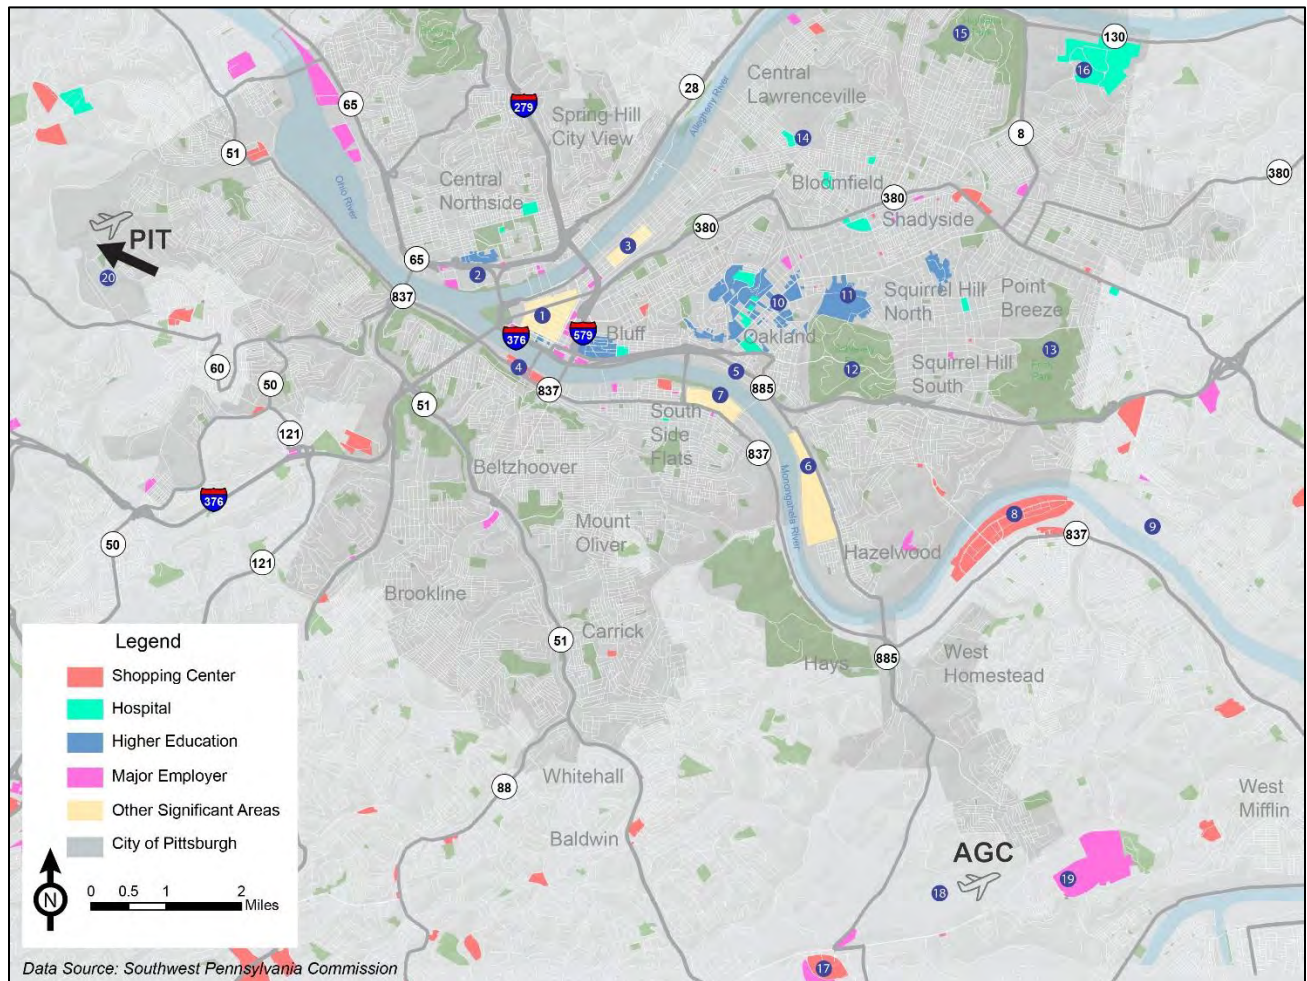 130
15
16
28
Central
Lawrenceville
65
279
Spring-Hill
City View
Allegheny River
8
14
51
380
Central
Northside
Bloomfield
380
Shadyside
Ohio River
PIT
380
3
65
20
2
837
10
11
Squirrel Hill
North
Point
Breeze
1
376
579
Bluff
Oakland
13
60
4
5
12
Squirrel Hill
South
50
837
885
7
51
South
Side
Flats
121
837
6
Beltzhoover
376
Monongahela River
8
9
Mount
Oliver
837
50
Hazelwood
121
Brookline
Carrick
51
Hays
885
West
Homestead
Legend
Shopping Center
Hospital
Higher Education
Major Employer
Other Significant Areas
City of Pittsburgh
88
Whitehall
Baldwin
West
Mifflin
AGC
18
19
N
0 0.5 1 2
Miles
17
Data Source: Southwest Pennsylvania Commission